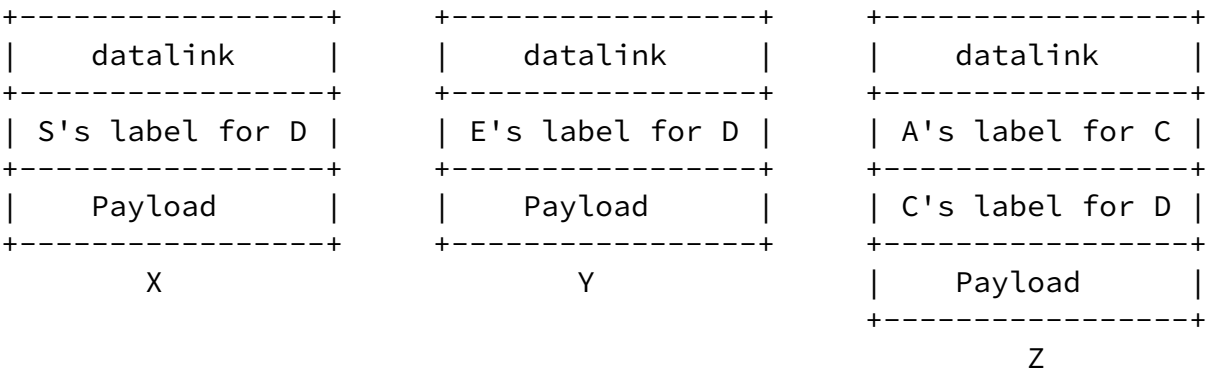 +-----------------+     +-----------------+     +-----------------+
|    datalink     |     |    datalink     |     |    datalink     |
+-----------------+     +-----------------+     +-----------------+
| S's label for D |     | E's label for D |     | A's label for C |
+-----------------+     +-----------------+     +-----------------+
|    Payload      |     |    Payload      |     | C's label for D |
+-----------------+     +-----------------+     +-----------------+
        X                       Y               |    Payload      |
                                                +-----------------+
                                                         Z